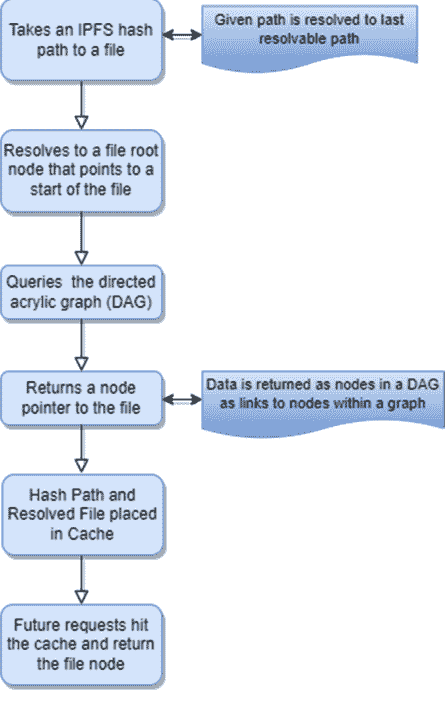 Takes an IPFS hash
path to a file
Given path is resolved to last
resolvable path
Resolves to a file root
node that points to a
start of the file
Queries the directed
acrylic graph (DAG)
Returns a node
pointer to the file
Data is returned as nodes in a DAG
as links to nodes within a graph
Hash Path and
Resolved File placed
in Cache
Future requests hit
the cache and return
the file node